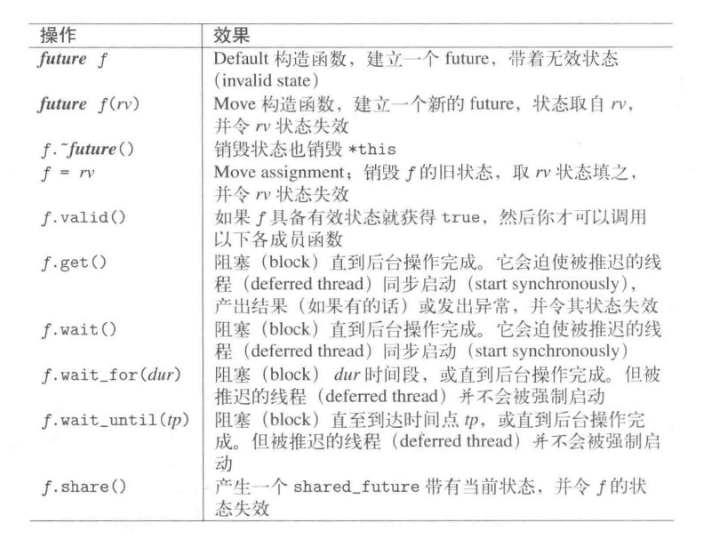 操作 效果
future f Default 构造函数，建立一个 future，带着无效状态
(invalid state)
future f(rv) Move 构造函数，建立一个新的 future，状态取自 rv，
并令 rv 状态失效
f.~future() 销毁状态也销毁 *this
f = rv Move assignment；销毁 f 的旧状态，取 rv 状态填之，
并令 rv 状态失效
f.valid() 如果 f 具备有效状态就获得 true，然后你才可以调用
以下各成员函数
f.get() 阻塞（block）直到后台操作完成。它会迫使被推迟的线
程（deferred thread）同步启动（start synchronously），
产出结果（如果有的话）或发出异常，并令其状态失效
f.wait() 阻塞（block）直到后台操作完成。它会迫使被推迟的线
程（deferred thread）同步启动（start synchronously）
f.wait_for(dur) 阻塞（block）dur 时间段，或直到后台操作完成。但被
推迟的线程（deferred thread）并不会被强制启动
f.wait_until(tp) 阻塞（block）直至到达时间点 tp，或直到后台操作完
成。但被推迟的线程（deferred thread）并不会被强制启
动
f.share() 产生一个 shared_future 带有当前状态，并令 f 的状
态失效